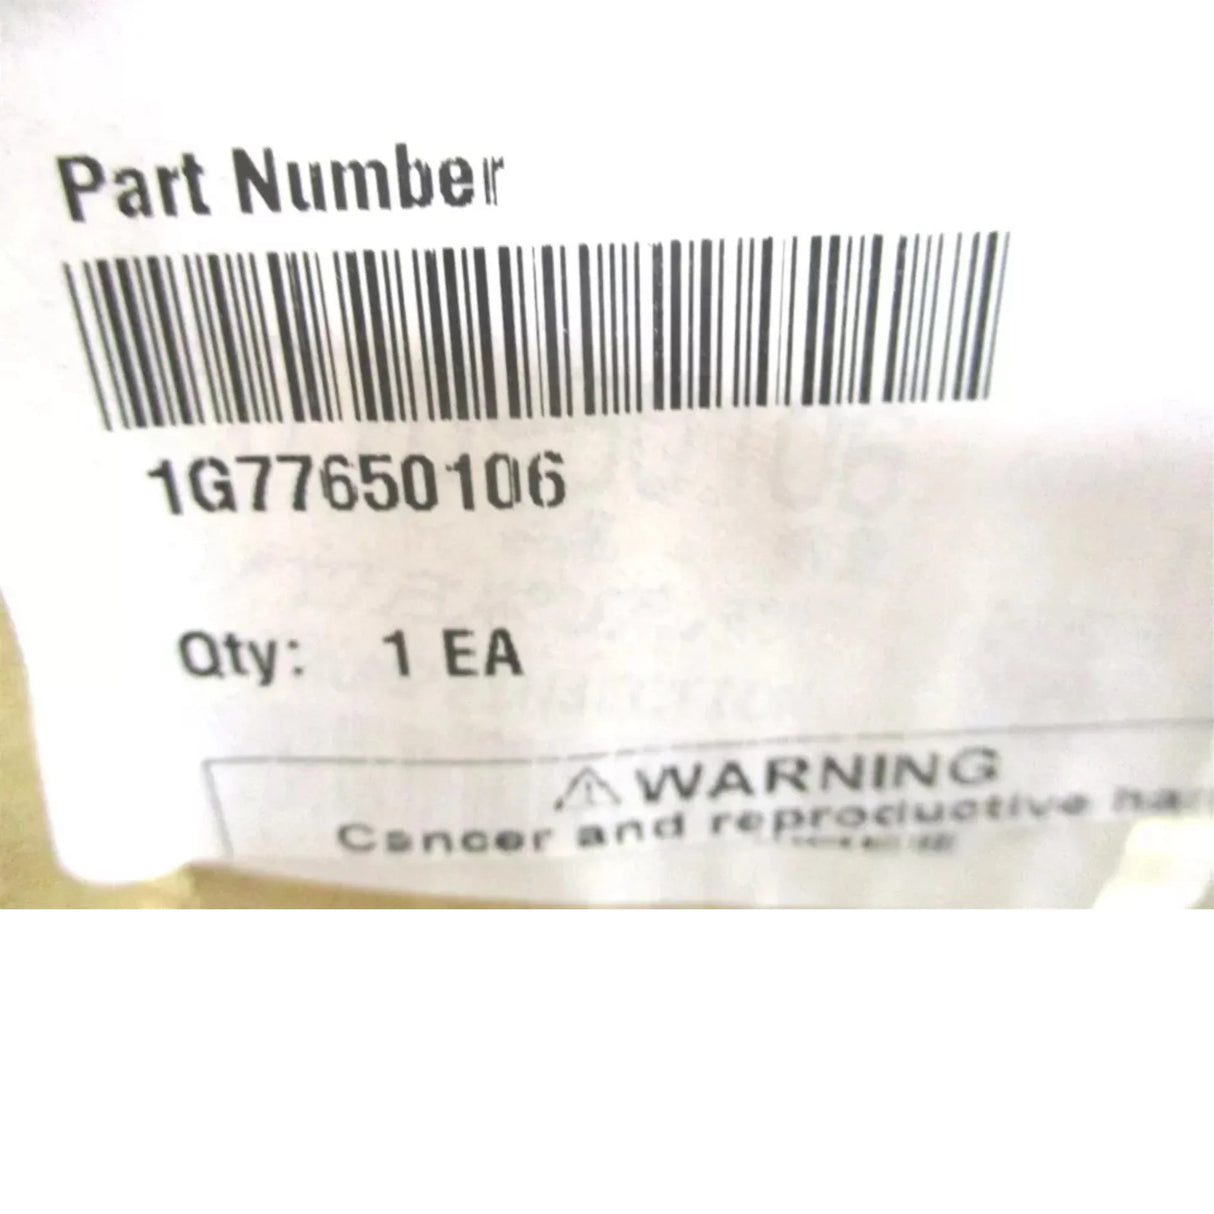 Part Number
1G77650106
Qty: 1 EA
⚠ WARNING
Cancer and reproductive